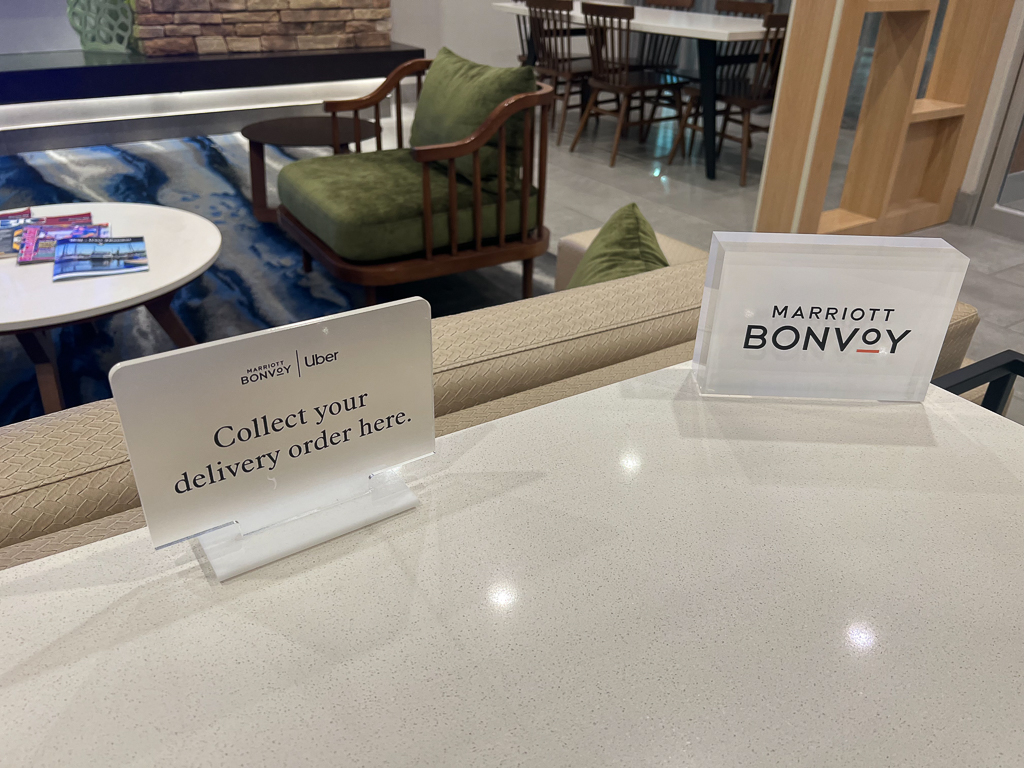 MARRIOTT
BONVOY | Uber
Collect your
delivery order here.
MARRIOTT
BONVOY